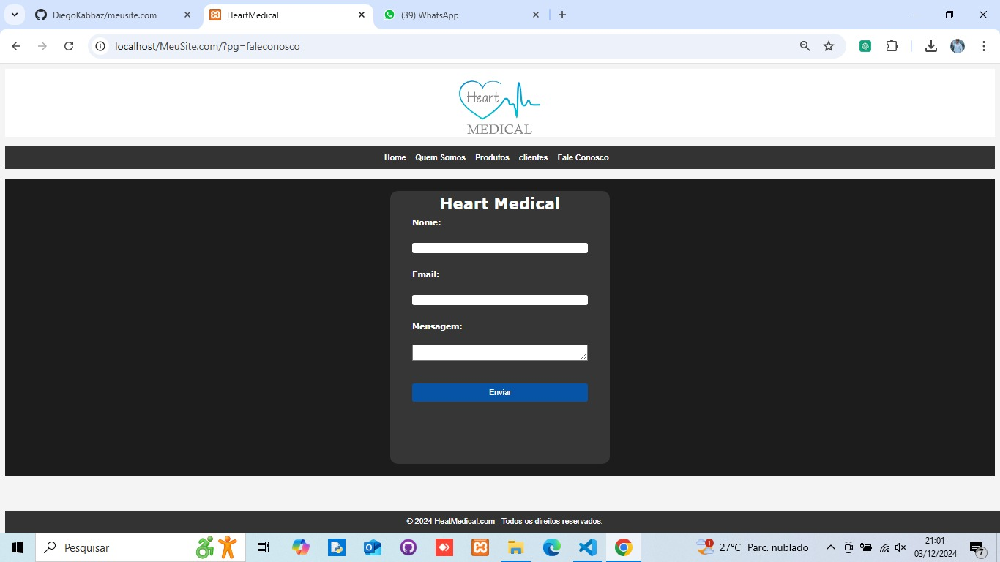 DiegoKabbaz/meusite.com
HeartMedical
(39) WhatsApp
localhost/MeuSite.com/?pg=faleconosco
Heart
MEDICAL
Home Quem Somos Produtos clientes Fale Conosco
Heart Medical
Nome:
Email:
Mensagem:
Enviar
© 2024 HeatMedical.com - Todos os direitos reservados.
Pesquisar
1
27°C Parc. nublado
21:01
03/12/2024
7